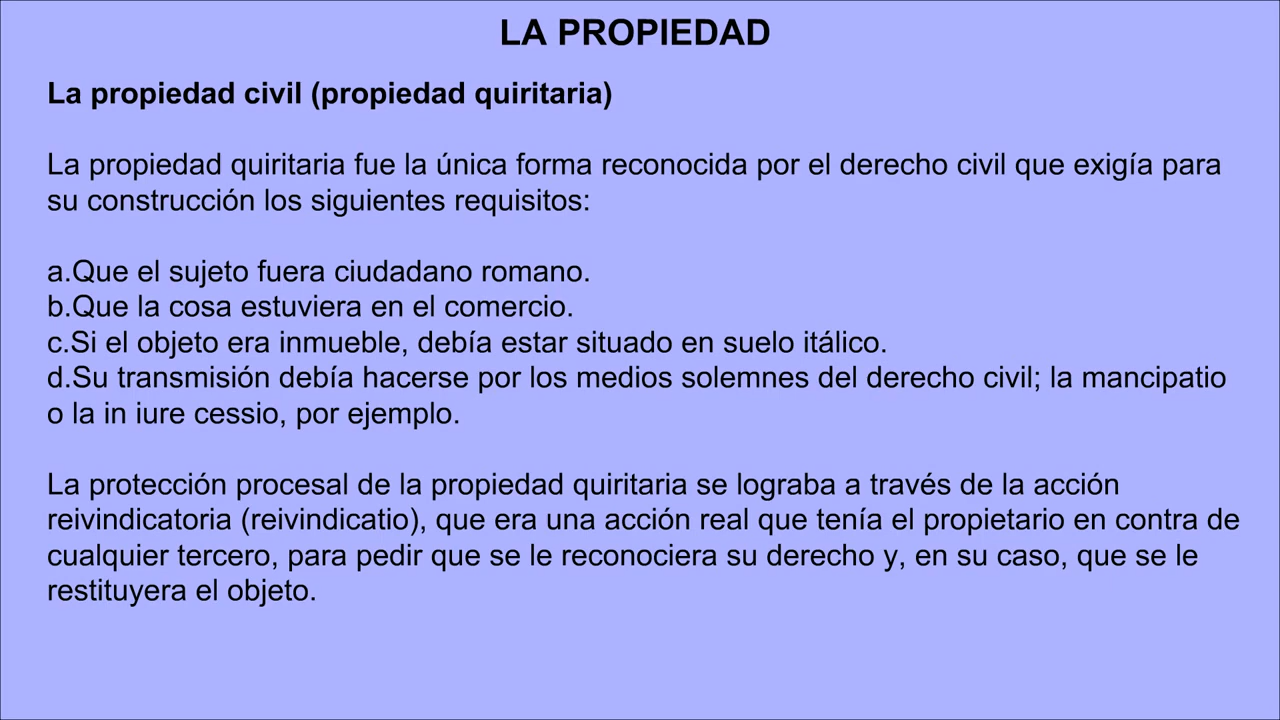 LA PROPIEDAD
La propiedad civil (propiedad quiritaria)
La propiedad quiritaria fue la única forma reconocida por el derecho civil que exigía para
su construcción los siguientes requisitos:
a.Que el sujeto fuera ciudadano romano.
b.Que la cosa estuviera en el comercio.
c.Si el objeto era inmueble, debía estar situado en suelo itálico.
d.Su transmisión debía hacerse por los medios solemnes del derecho civil; la mancipatio
o la in iure cessio, por ejemplo.
La protección procesal de la propiedad quiritaria se lograba a través de la acción
reivindicatoria (reivindicatio), que era una acción real que tenía el propietario en contra de
cualquier tercero, para pedir que se le reconociera su derecho y, en su caso, que se le
restituyera el objeto.